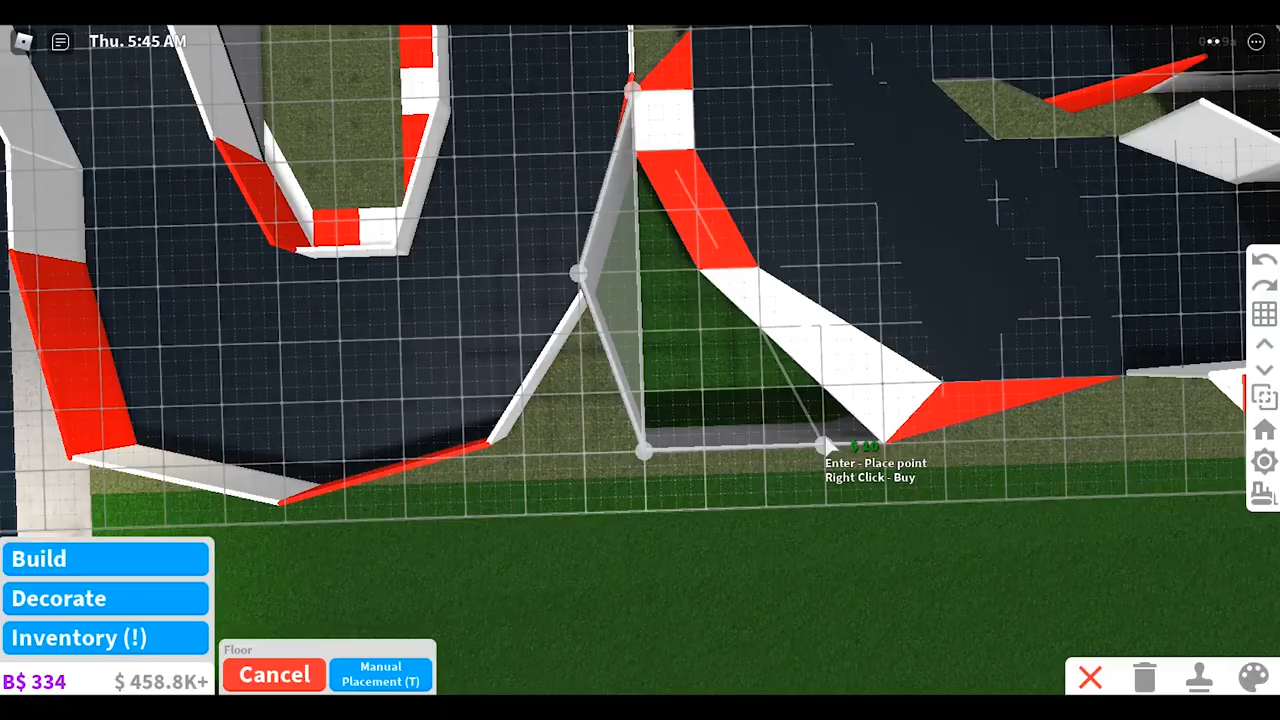 Thu. 5:45 AM
$ 10
Enter - Place point
Right Click - Buy
Build
Decorate
Inventory (!)
B$ 334
$ 458.8K+
Floor
Cancel
Manual
Placement (T)